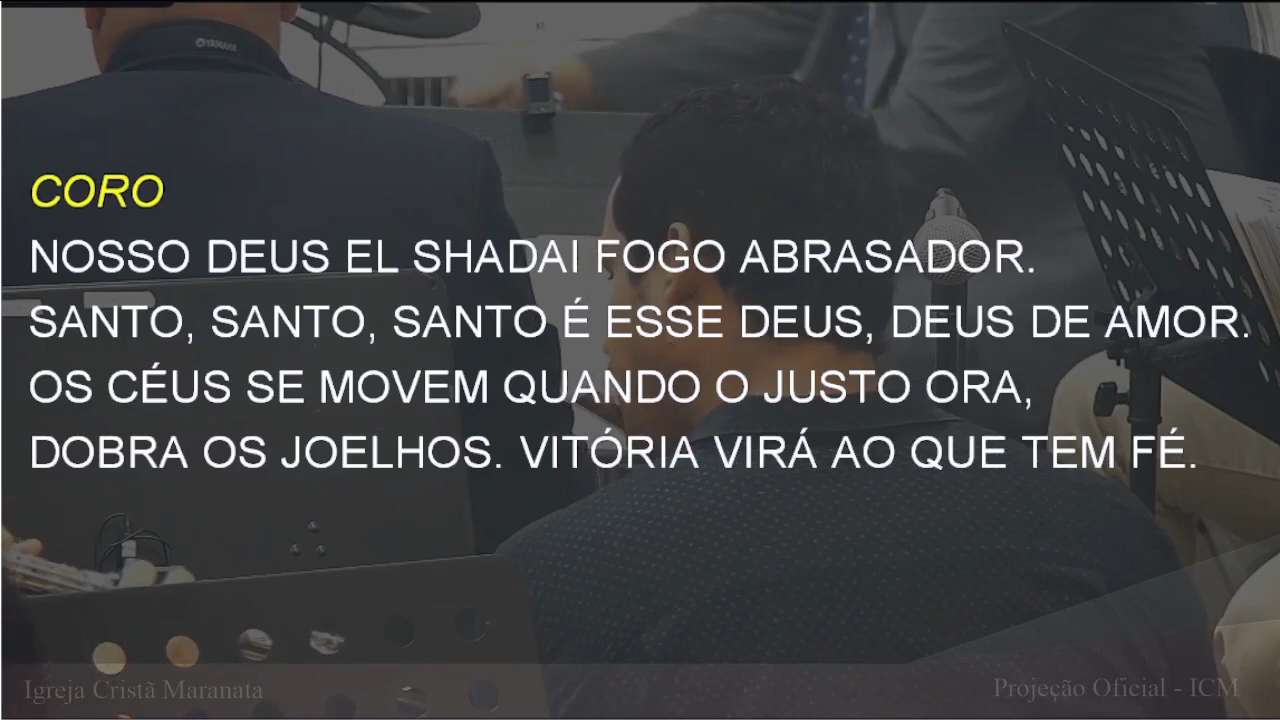 YAMAHA
CORO
NOSSO DEUS EL SHADAI FOGO ABRASADOR.
SANTO, SANTO, SANTO É ESSE DEUS, DEUS DE AMOR.
OS CÉUS SE MOVEM QUANDO O JUSTO ORA,
DOBRA OS JOELHOS. VITÓRIA VIRÁ AO QUE TEM FÉ.
Igreja Cristã Maranata
Projeção Oficial - ICM